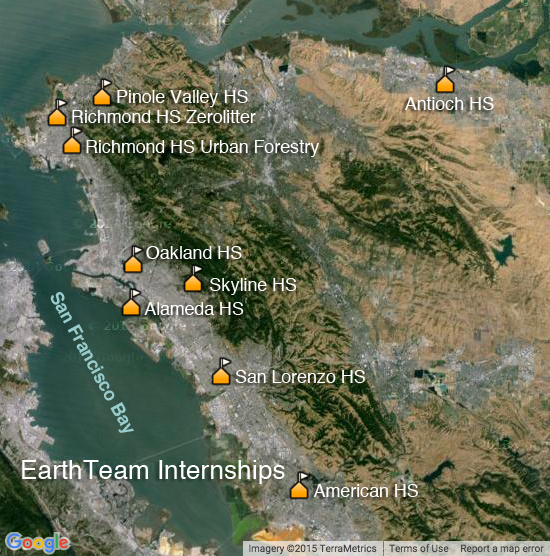 Pinole Valley HS
Antioch HS
Richmond HS Zerolitter
Richmond HS Urban Forestry
Oakland HS
Skyline HS
Alameda HS
San Francisco Bay
San Lorenzo HS
EarthTeam Internships
American HS
Google
Imagery ©2015 TerraMetrics
Terms of Use
Report a map error